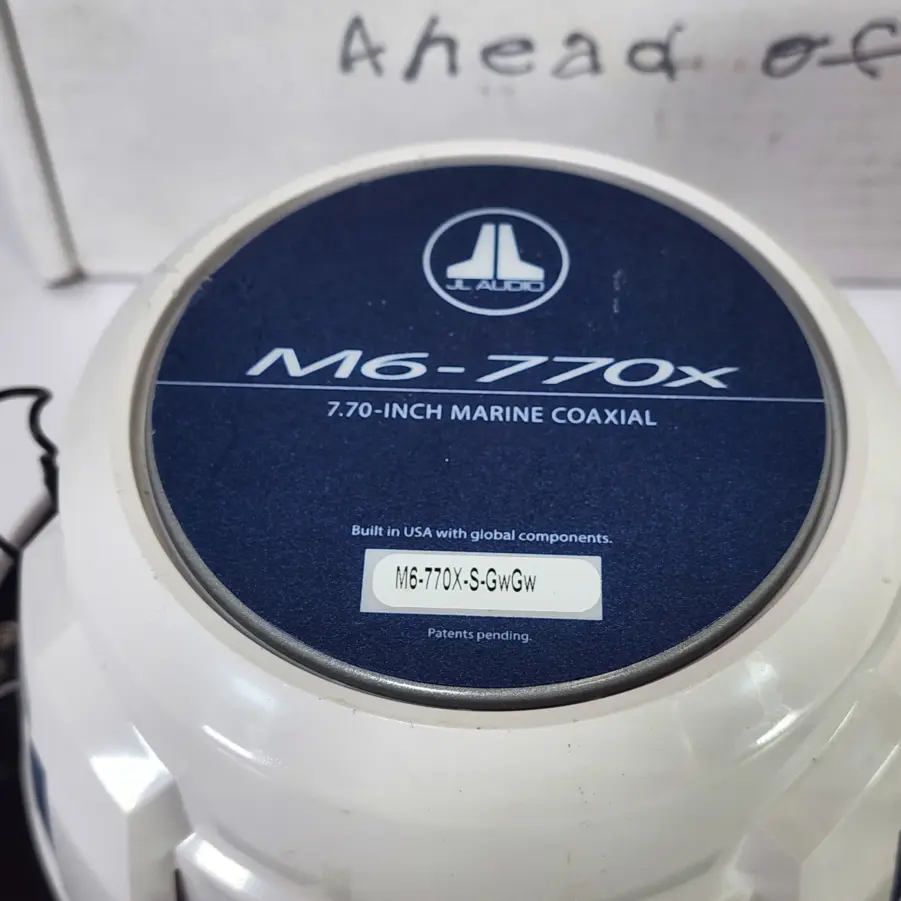 Ahead of
JL AUDIO
M6-770x
7.70-INCH MARINE COAXIAL
Built in USA with global components.
M6-770X-S-GwGw
Patents pending.